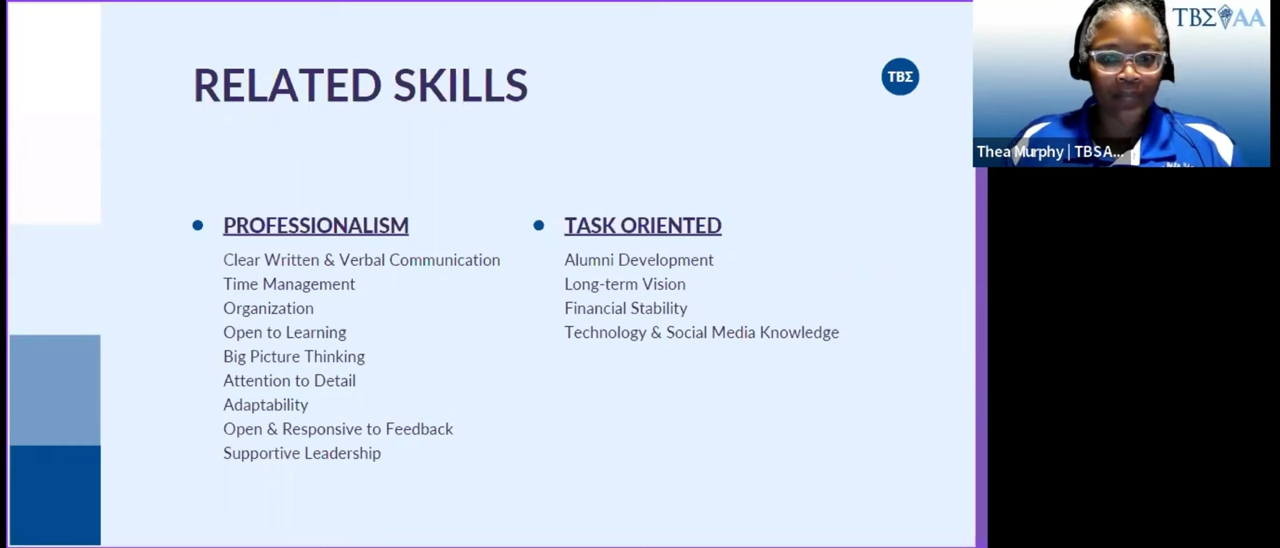 RELATED SKILLS
TBΣ
PROFESSIONALISM
Clear Written & Verbal Communication
Time Management
Organization
Open to Learning
Big Picture Thinking
Attention to Detail
Adaptability
Open & Responsive to Feedback
Supportive Leadership
TASK ORIENTED
Alumni Development
Long-term Vision
Financial Stability
Technology & Social Media Knowledge
TBΣ AA
Thea Murphy | TBSA...